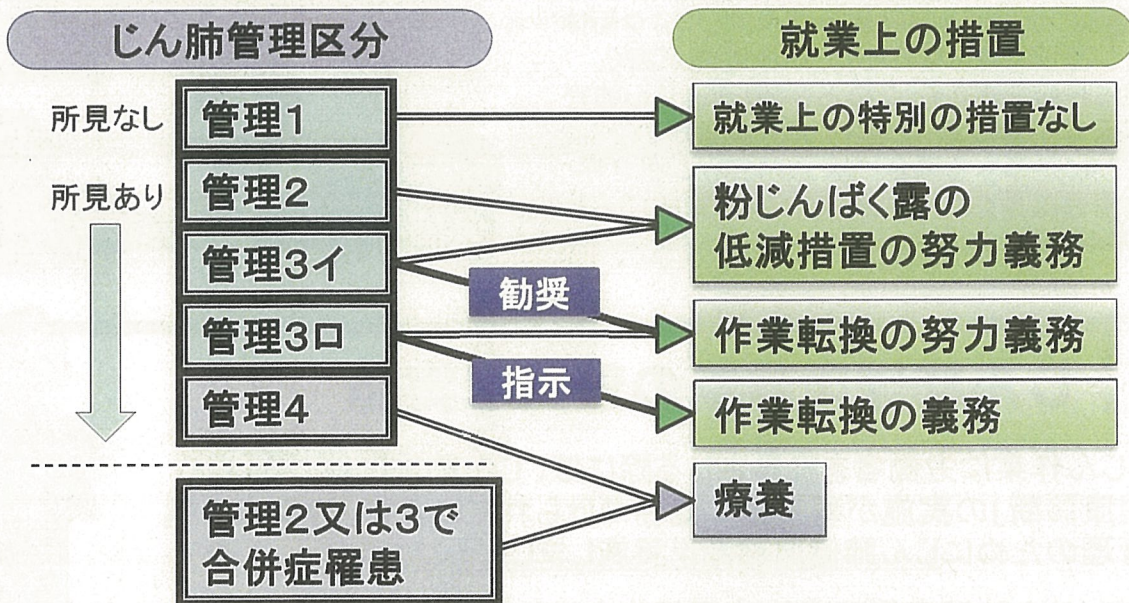 じん肺管理区分
就業上の措置
所見なし
管理1
就業上の特別の措置なし
所見あり
管理2
粉じんばく露の
低減措置の努力義務
管理3イ
勧奨
管理3ロ
作業転換の努力義務
指示
管理4
作業転換の義務
療養
管理2又は3で
合併症罹患